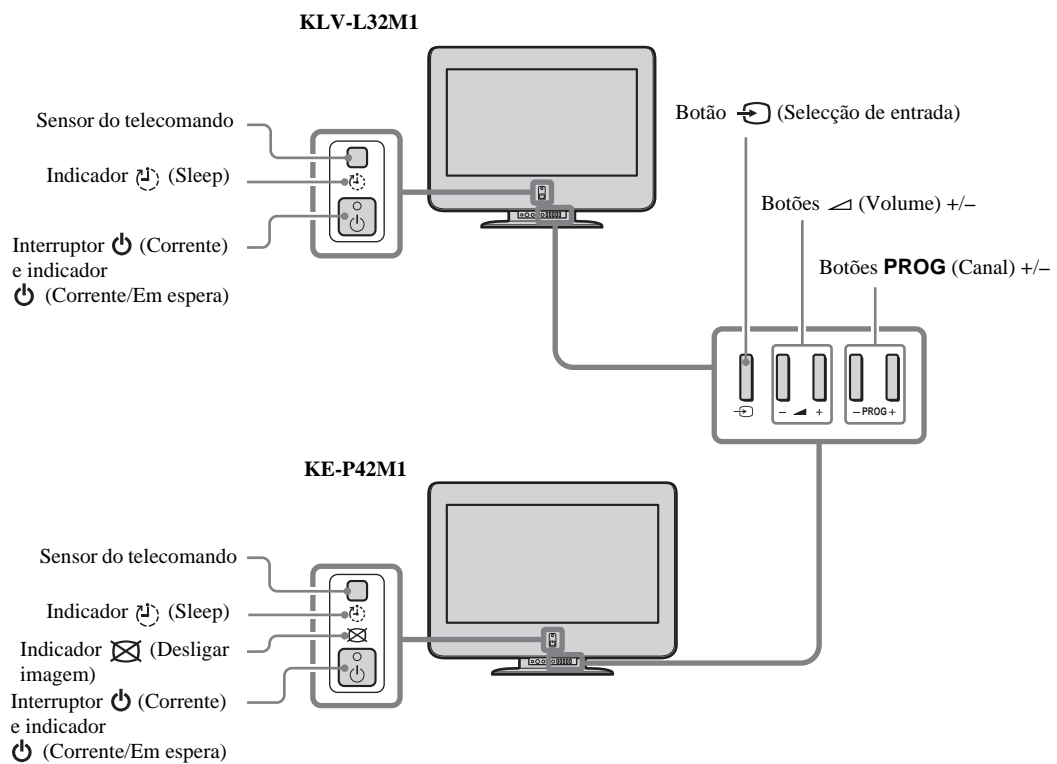 KLV-L32M1
Sensor do telecomando
Indicador (Sleep)
Interruptor (Corrente)
e indicador
(Corrente/Em espera)
Botão (Selecção de entrada)
Botões (Volume) +/–
Botões PROG (Canal) +/–
– +
– PROG +
KE-P42M1
Sensor do telecomando
Indicador (Sleep)
Indicador (Desligar
imagem)
Interruptor (Corrente)
e indicador
(Corrente/Em espera)